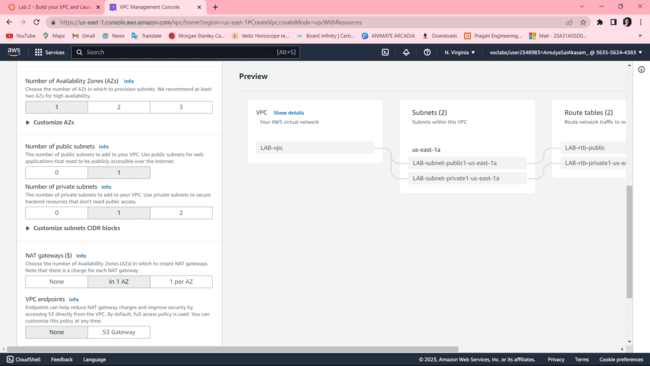 Lab 2 - Build your VPC and Laun
VPC Management Console
https://us-east-1.console.aws.amazon.com/vpc/home?region=us-east-1#CreateVpc:createMode=vpcWithResources
YouTube
Maps
Gmail
News
Translate
Morgan Stanley Car...
Vedic Horoscope re...
Board Infinity | Certi...
ANIMATE ARCADIA
Downloads
Pragati Engineering...
Mail - 20A31A0500...
aws
Services
Search
[Alt+S]
N. Virginia
Number of Availability Zones (AZs) Info
Choose the number of AZs in which to provision subnets. We recommend at least
two AZs for high availability.
1
2
3
Customize AZs
Number of public subnets Info
The number of public subnets to add to your VPC. Use public subnets for web
applications that need to be publicly accessible over the internet.
0
1
Number of private subnets Info
The number of private subnets to add to your VPC. Use private subnets to secure
backend resources that don't need public access.
0
1
2
Customize subnets CIDR blocks
NAT gateways ($) Info
Choose the number of Availability Zones (AZs) in which to create NAT gateways.
Note that there is a charge for each NAT gateway
None
In 1 AZ
1 per AZ
VPC endpoints Info
Endpoints can help reduce NAT gateway charges and improve security by
accessing S3 directly from the VPC. By default, full access policy is used. You can
customize this policy at any time.
None
S3 Gateway
Preview
VPC Show details
Your AWS virtual network
LAB-vpc
Subnets (2)
Subnets within this VPC
us-east-1a
LAB-subnet-public1-us-east-1a
LAB-subnet-private1-us-east-1a
Route tables (2)
Route network traffic to re
LAB-rtb-public
LAB-rtb-private1-us-ea
CloudShell
Feedback
Language
© 2023, Amazon Web Services, Inc. or its affiliates.
Privacy
Terms
Cookie preferences